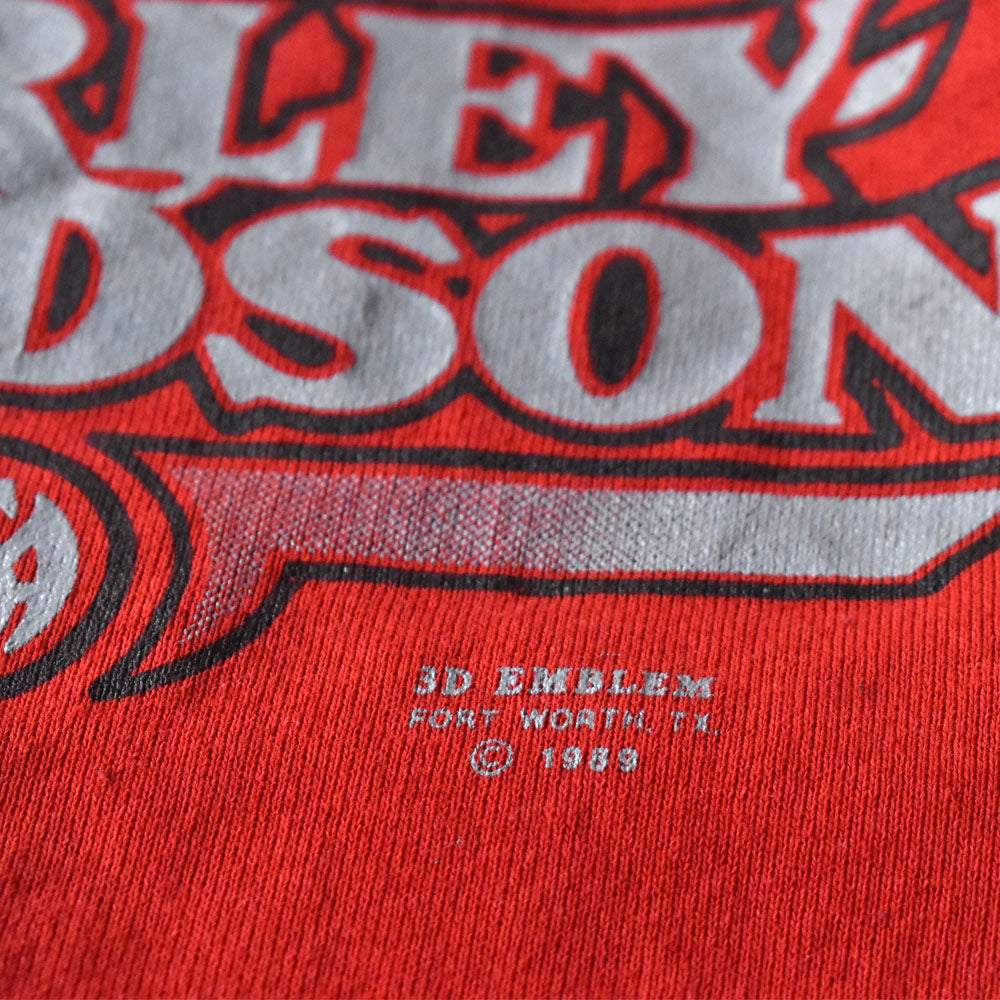 RLEY
DSON
3D EMBLEM
FORT WORTH, TX.
© 1989